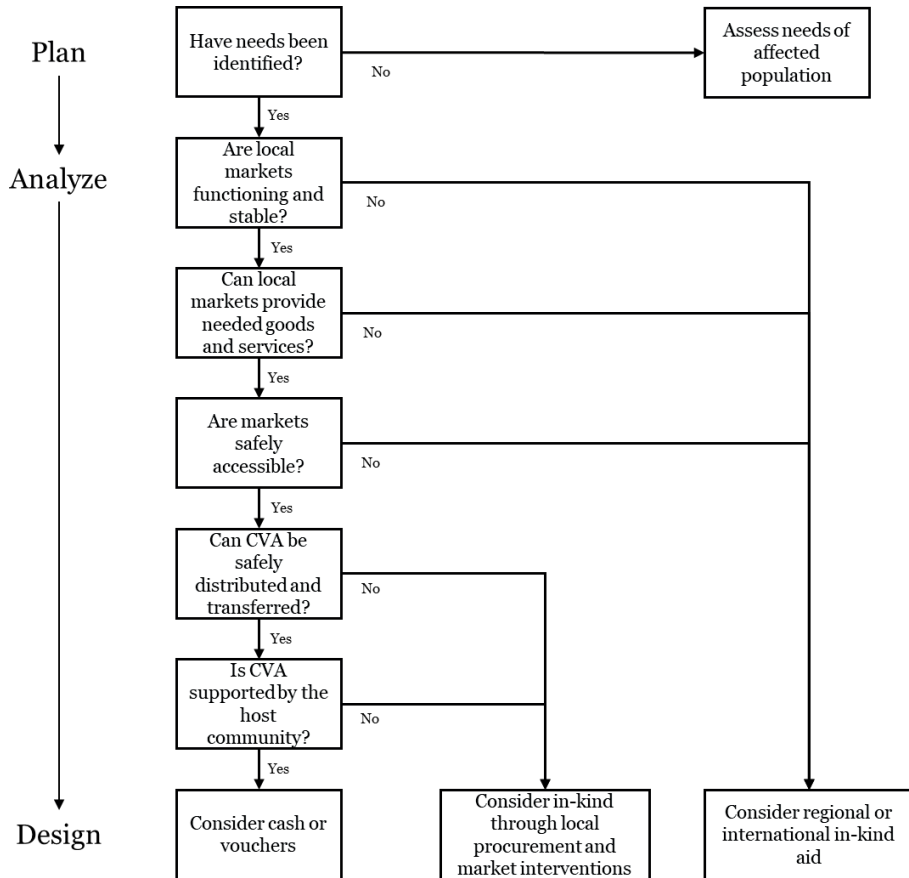 Plan
Have needs been
identified?
No
Assess needs of
affected
population
Yes
Analyze
Are local
markets
functioning and
stable?
No
Yes
Can local
markets provide
needed goods
and services?
No
Yes
Are markets
safely
accessible?
No
Yes
Can CVA be
safely
distributed and
transferred?
No
Yes
Is CVA
supported by the
host
community?
No
Yes
Design
Consider cash or
vouchers
Consider in-kind
through local
procurement and
market interventions
Consider regional or
international in-kind
aid